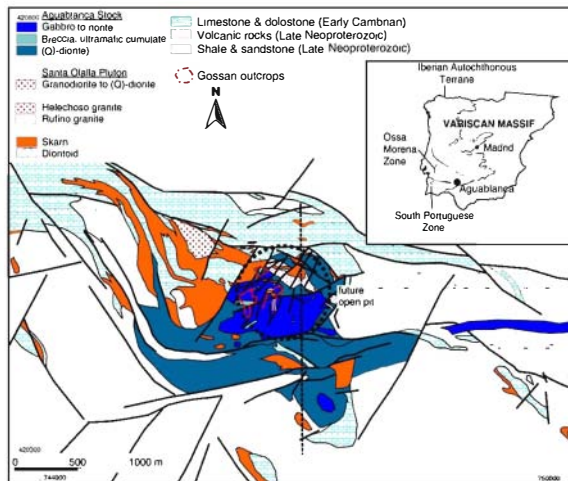 Aguablanca Stock
Gabbro to norite
Breccia, ultramafic cumulate
(Q)-diorite
Santa Olalla Pluton
Granodiorite to (Q)-diorite
Helechoso granite
Rufino granite
Skarn
Limestone & dolostone (Early Cambrian)
Volcanic rocks (Late Neoproterozoic)
Shale & sandstone (Late Neoproterozoic)
Gossan outcrops
N
Iberian Autochthonous
Terrane
VARISCAN MASSIF
Ossa
Morena
Zone
Madrid
Aguablanca
South Portuguese
Zone
future
open pit
0 500 1000 m